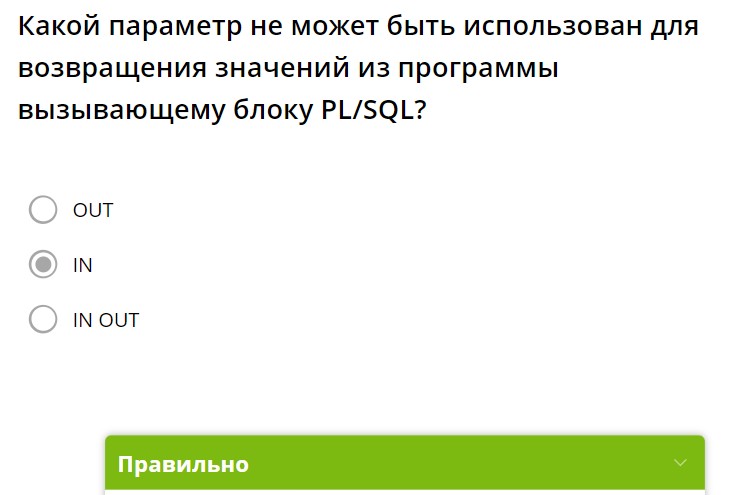 Какой параметр не может быть использован для
возвращения значений из программы
вызывающему блоку PL/SQL?
OUT
IN
IN OUT
Правильно